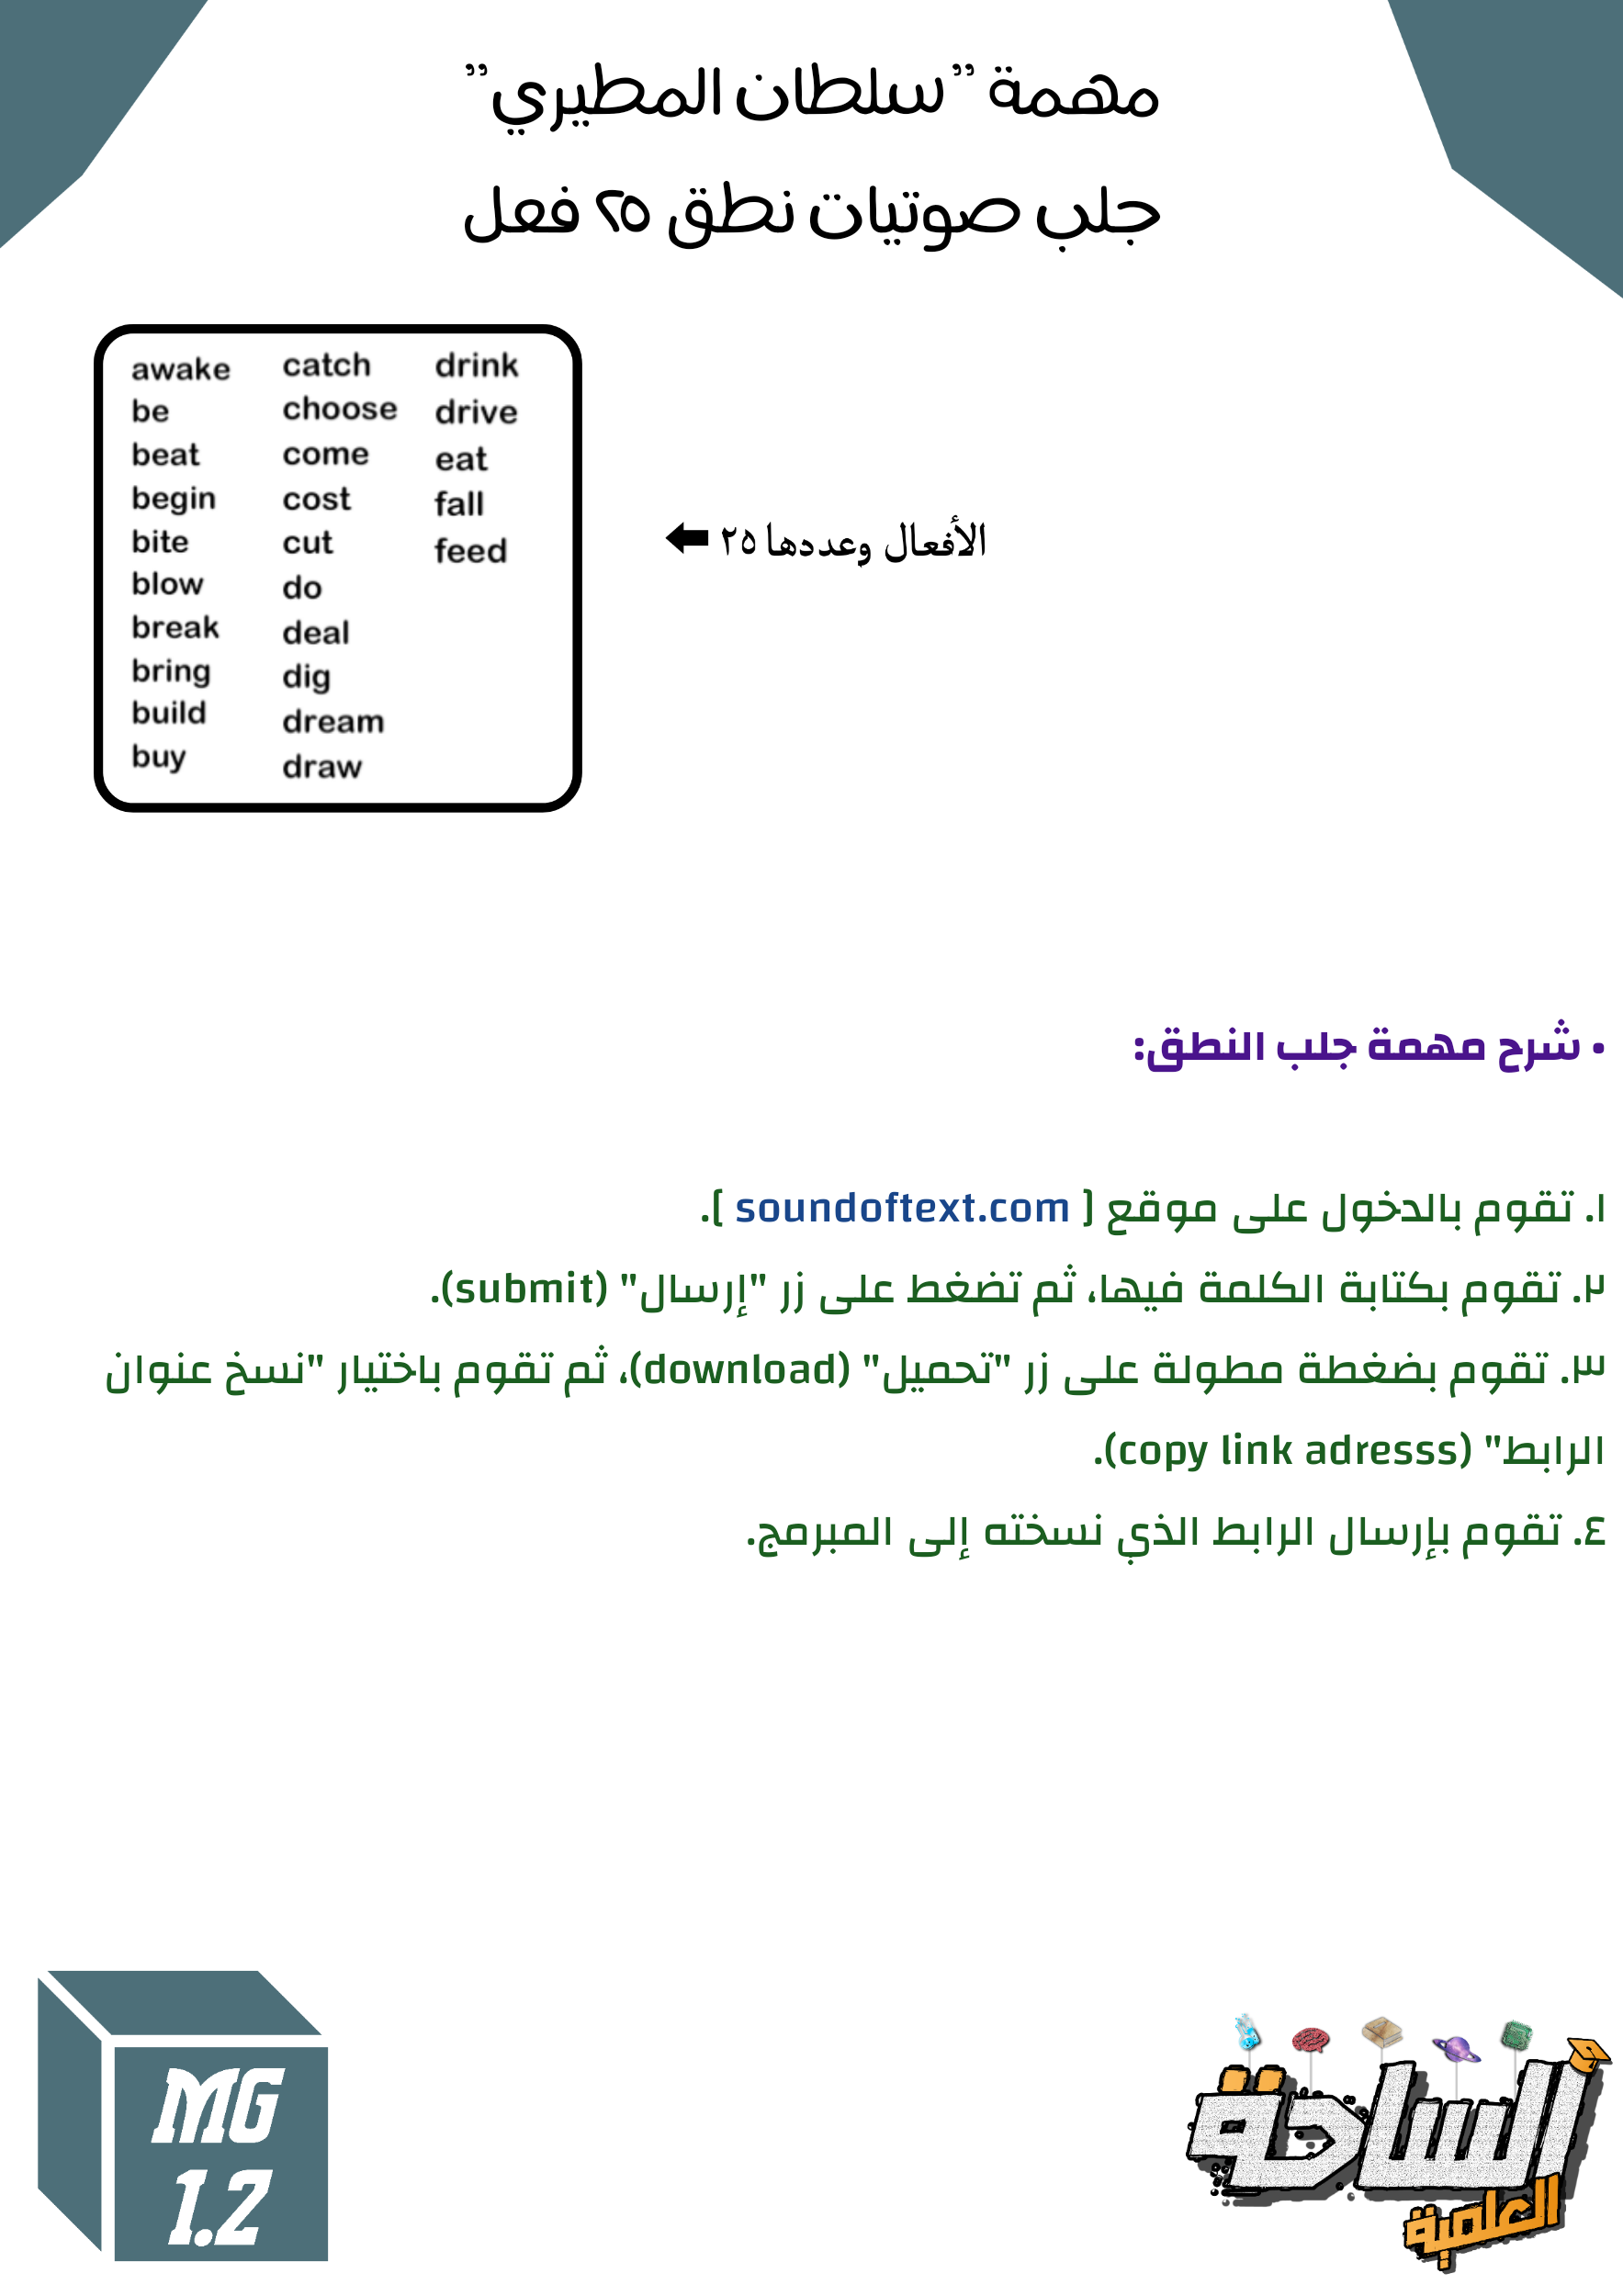 مهمة ”سلطان المطيري”
جلب صوتيات نطق ٢٥ فعل
awake
be
beat
begin
bite
blow
break
bring
build
buy
catch
choose
come
cost
cut
do
deal
dig
dream
draw
drink
drive
eat
fall
feed
الأفعال وعددها ٢٥ ⬅
• شرح مهمة جلب النطق:
١. تقوم بالدخول على موقع [ soundoftext.com ].
٢. تقوم بكتابة الكلمة فيها، ثم تضغط على زر "إرسال" (submit).
٣. تقوم بضغطة مطولة على زر "تحميل" (download)، ثم تقوم باختيار "نسخ عنوان
الرابط" (copy link adresss).
٤. تقوم بإرسال الرابط الذي نسخته إلى المبرمج.
MG
1.2
الساحة
العلمية